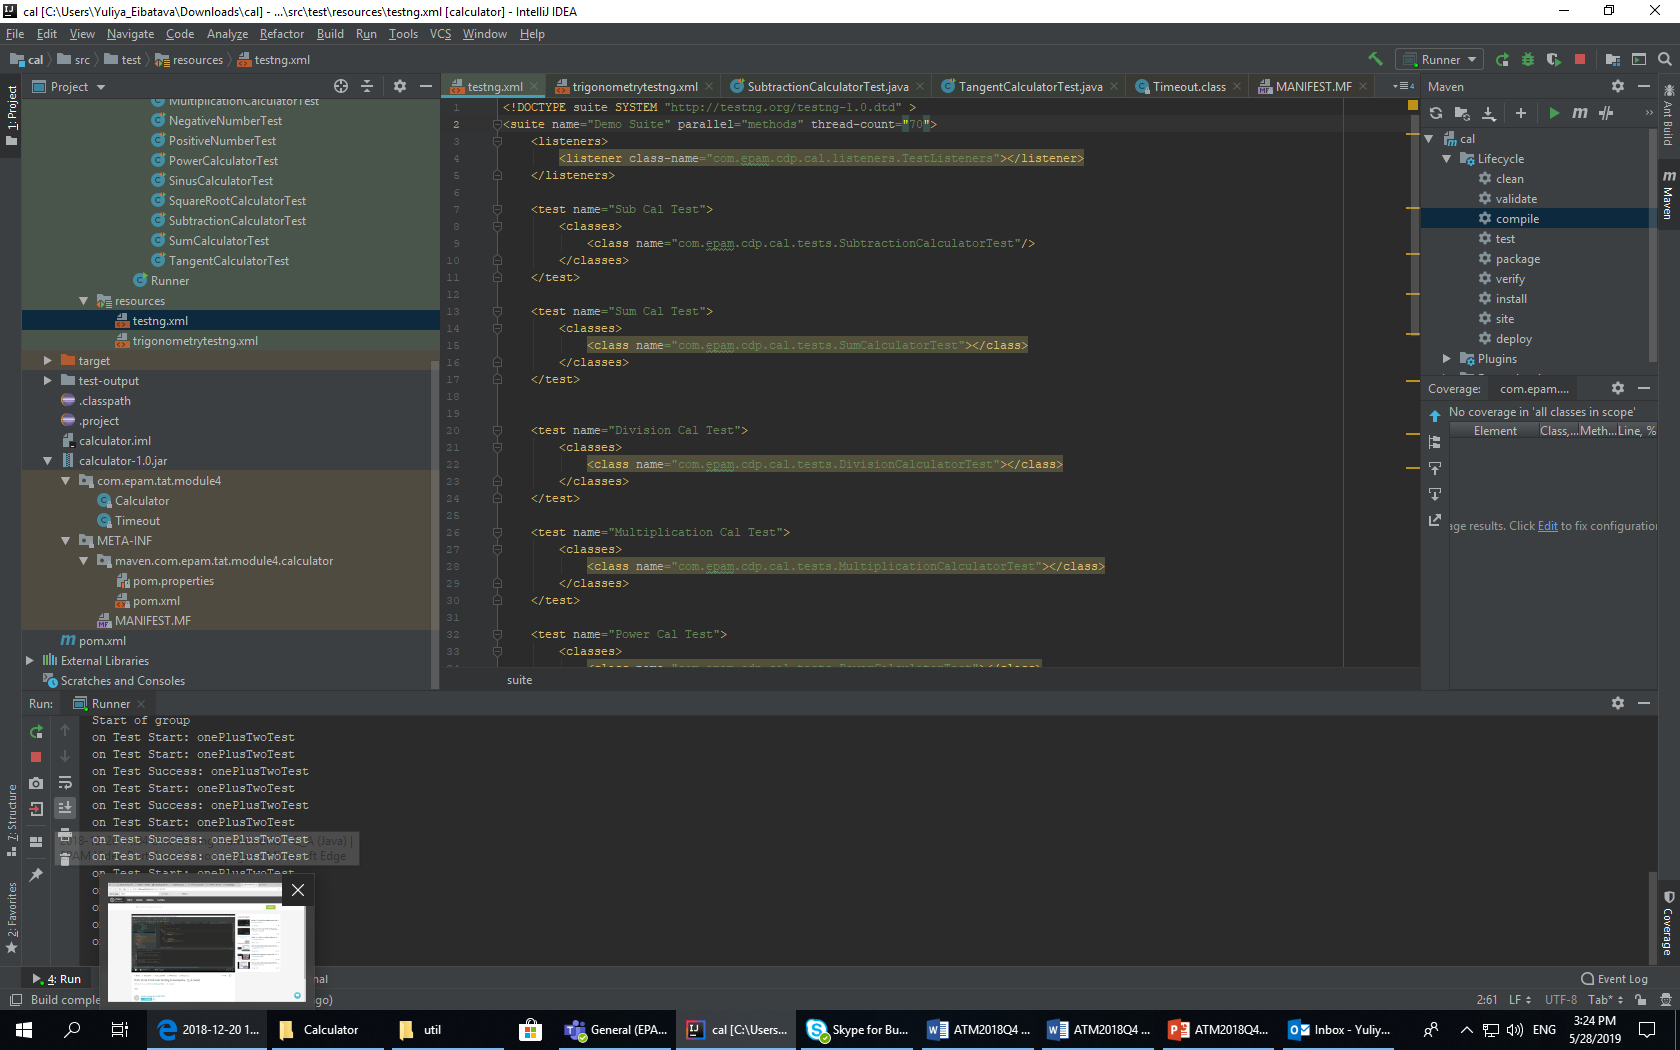 cal [C:\Users\Yuliya_Eibatava\Downloads\cal] - ...\src\test\resources\testng.xml [calculator] - IntelliJ IDEA
File Edit View Navigate Code Analyze Refactor Build Run Tools VCS Window Help
cal src test resources testng.xml
Runner
Project
1: Project
MultiplicationCalculatorTest
NegativeNumberTest
PositiveNumberTest
PowerCalculatorTest
SinusCalculatorTest
SquareRootCalculatorTest
SubtractionCalculatorTest
SumCalculatorTest
TangentCalculatorTest
Runner
resources
testng.xml
trigonometrytestng.xml
target
test-output
.classpath
.project
calculator.iml
calculator-1.0.jar
com.epam.tat.module4
Calculator
Timeout
META-INF
maven.com.epam.tat.module4.calculator
pom.properties
pom.xml
MANIFEST.MF
pom.xml
External Libraries
Scratches and Consoles
testng.xml trigonometrytestng.xml SubtractionCalculatorTest.java TangentCalculatorTest.java Timeout.class MANIFEST.MF
1 <!DOCTYPE suite SYSTEM "http://testng.org/testng-1.0.dtd" >
2 <suite name="Demo Suite" parallel="methods" thread-count="70">
3 <listeners>
4 <listener class-name="com.epam.cdp.cal.listeners.TestListeners"></listener>
5 </listeners>
6
7 <test name="Sub Cal Test">
8 <classes>
9 <class name="com.epam.cdp.cal.tests.SubtractionCalculatorTest"/>
10 </classes>
11 </test>
12
13 <test name="Sum Cal Test">
14 <classes>
15 <class name="com.epam.cdp.cal.tests.SumCalculatorTest"></class>
16 </classes>
17 </test>
18
19
20 <test name="Division Cal Test">
21 <classes>
22 <class name="com.epam.cdp.cal.tests.DivisionCalculatorTest"></class>
23 </classes>
24 </test>
25
26 <test name="Multiplication Cal Test">
27 <classes>
28 <class name="com.epam.cdp.cal.tests.MultiplicationCalculatorTest"></class>
29 </classes>
30 </test>
31
32 <test name="Power Cal Test">
33 <classes>
<class name="com.epam.cdp.cal.tests.PowerCalculatorTest"></class>
suite
Maven
cal
Lifecycle
clean
validate
compile
test
package
verify
install
site
deploy
Plugins
Ant Build
Maven
Coverage: com.epam....
No coverage in 'all classes in scope'
Element Class,... Meth... Line, %
age results. Click Edit to fix configuration
Coverage
Run: Runner
Start of group
on Test Start: onePlusTwoTest
on Test Start: onePlusTwoTest
on Test Success: onePlusTwoTest
on Test Start: onePlusTwoTest
on Test Success: onePlusTwoTest
on Test Start: onePlusTwoTest
on Test Success: onePlusTwoTest
on Test Success: onePlusTwoTest
on Test Start: onePlusTwoTest
7: Structure
2: Favorites
4: Run
Event Log
Build comple
go)
2:61 LF UTF-8 Tab*
2018-12-20 1... Calculator util General (EPA... cal [C:\Users... Skype for Bu... ATM2018Q4 ... ATM2018Q4 ... ATM2018Q4... Inbox - Yuliy... ENG
3:24 PM
5/28/2019